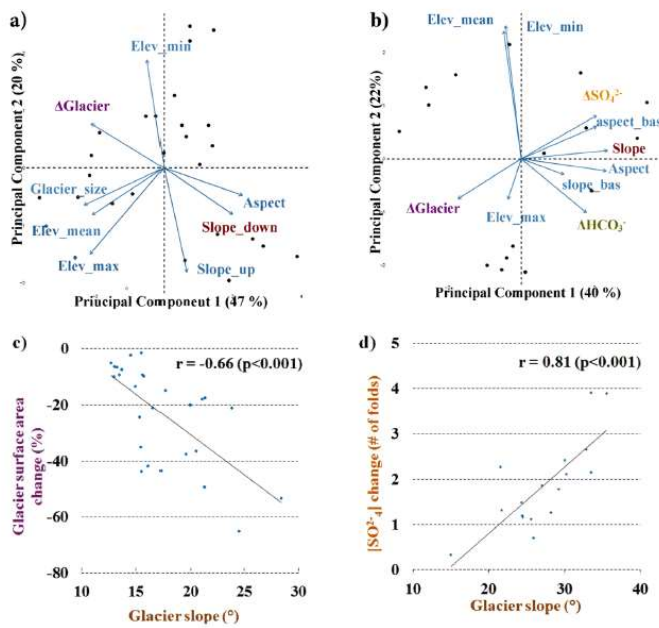 a)
Elev_min
ΔGlacier
Glacier_size
Elev_mean
Elev_max
Aspect
Slope_down
Slope_up
Principal Component 2 (20 %)
Principal Component 1 (47 %)
b)
Elev_mean
Elev_min
ΔSO₄²⁻
aspect_bas
Slope
Aspect
slope_bas
ΔGlacier
Elev_max
ΔHCO₃⁻
Principal Component 2 (22%)
Principal Component 1 (40 %)
c)
r = -0.66 (p<0.001)
0
-20
-40
-60
-80
10
15
20
25
30
Glacier surface area
change (%)
Glacier slope (°)
d)
r = 0.81 (p<0.001)
5
4
3
2
1
0
10
20
30
40
[SO²⁻₄] change (# of folds)
Glacier slope (°)